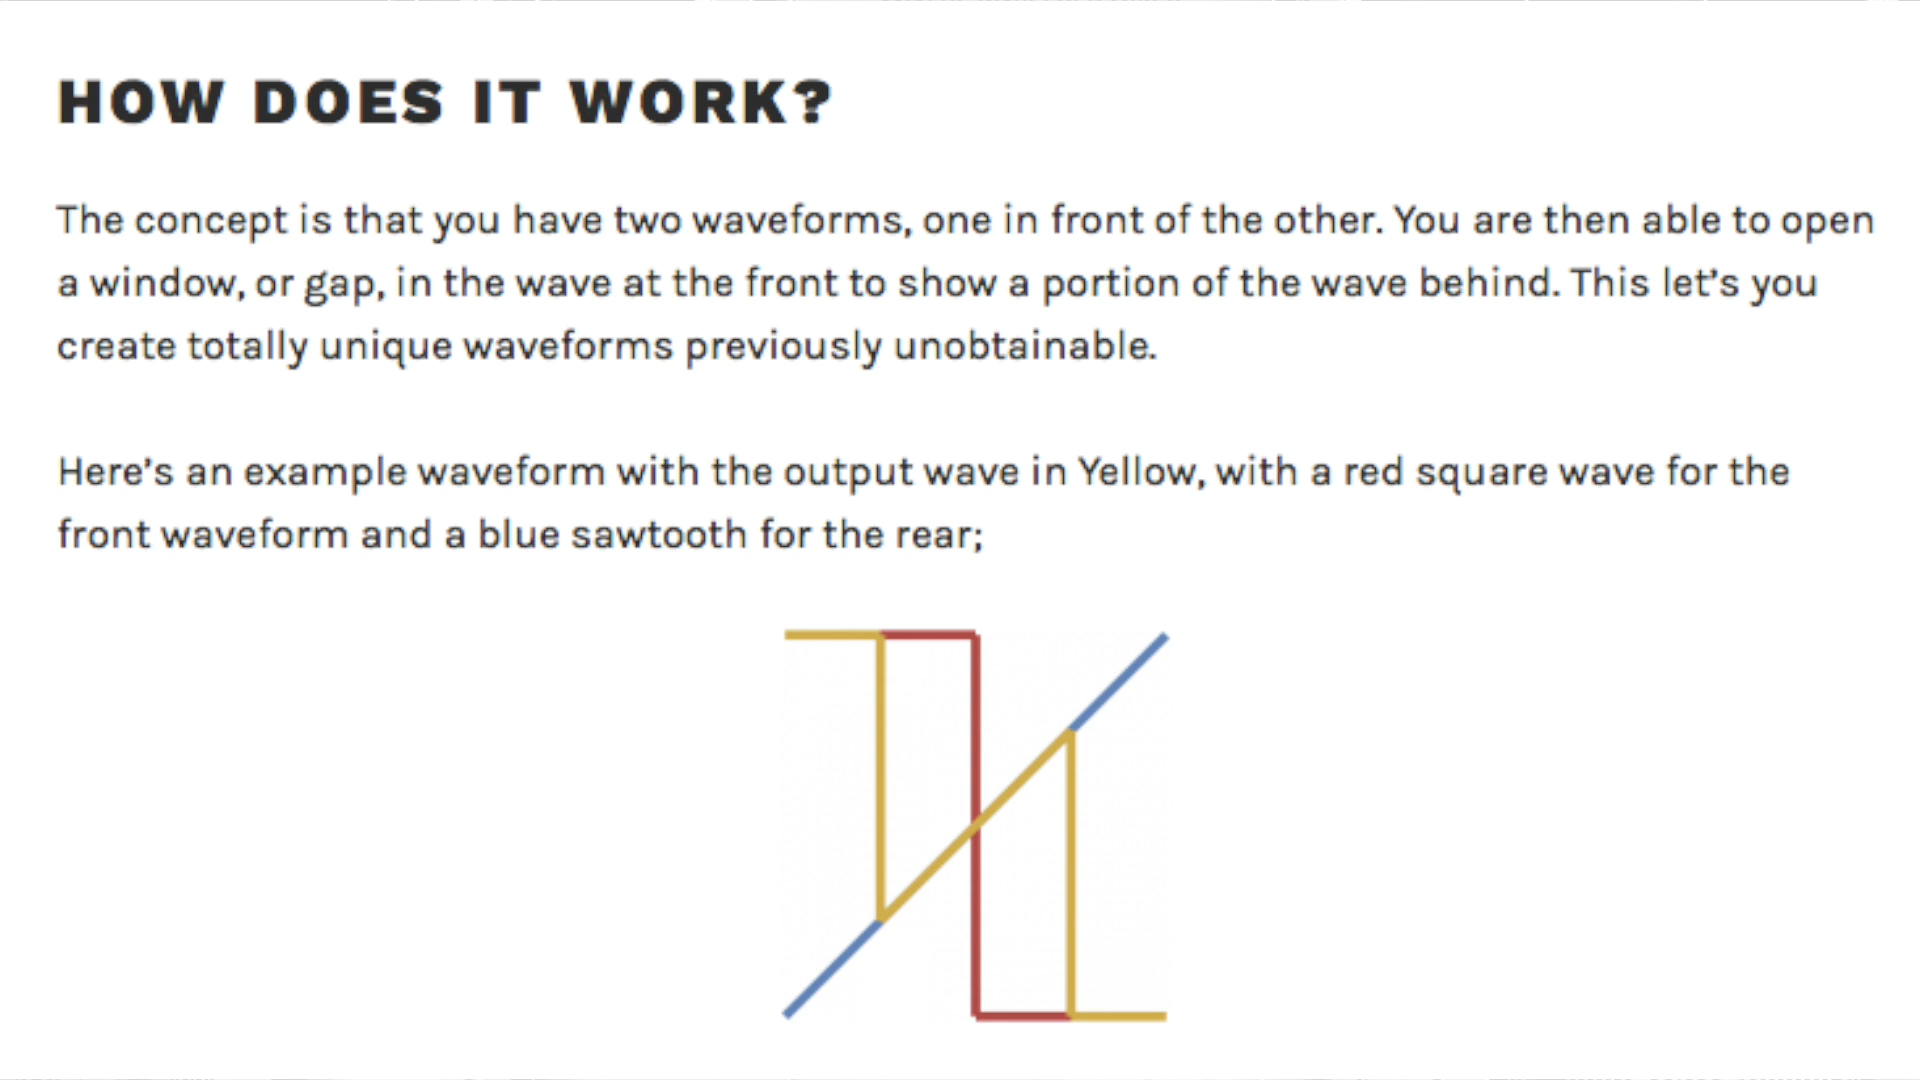 HOW DOES IT WORK?
The concept is that you have two waveforms, one in front of the other. You are then able to open
a window, or gap, in the wave at the front to show a portion of the wave behind. This let's you
create totally unique waveforms previously unobtainable.
Here's an example waveform with the output wave in Yellow, with a red square wave for the
front waveform and a blue sawtooth for the rear;